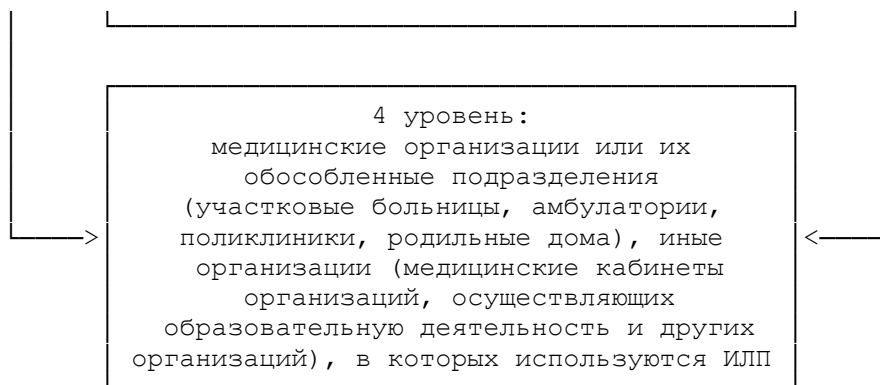 4 уровень:
медицинские организации или их
обособленные подразделения
(участковые больницы, амбулатории,
поликлиники, родильные дома), иные
организации (медицинские кабинеты
организаций, осуществляющих
образовательную деятельность и других
организаций), в которых используются ИЛП